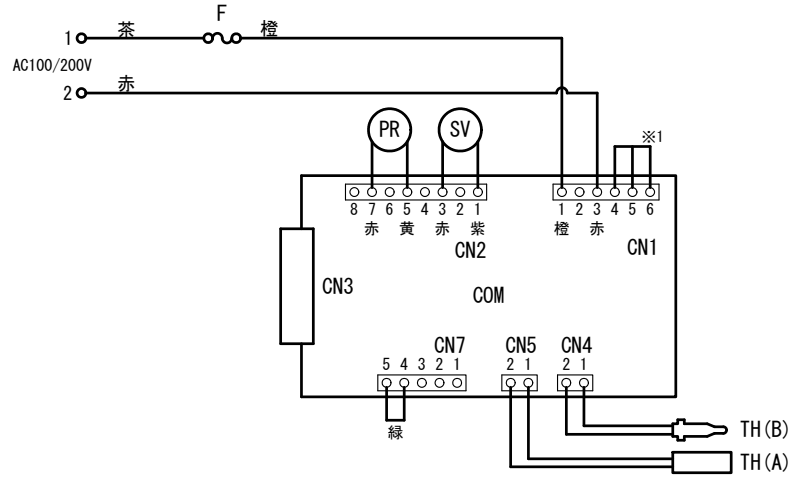 F
1 茶 橙
AC100/200V
2 赤
PR SV ※1
8 7 6 5 4 3 2 1 1 2 3 4 5 6
赤 黄 赤 紫 橙 赤
CN2 CN1
CN3 COM
CN7 CN5 CN4
5 4 3 2 1 2 1 2 1
緑
TH(B)
TH(A)